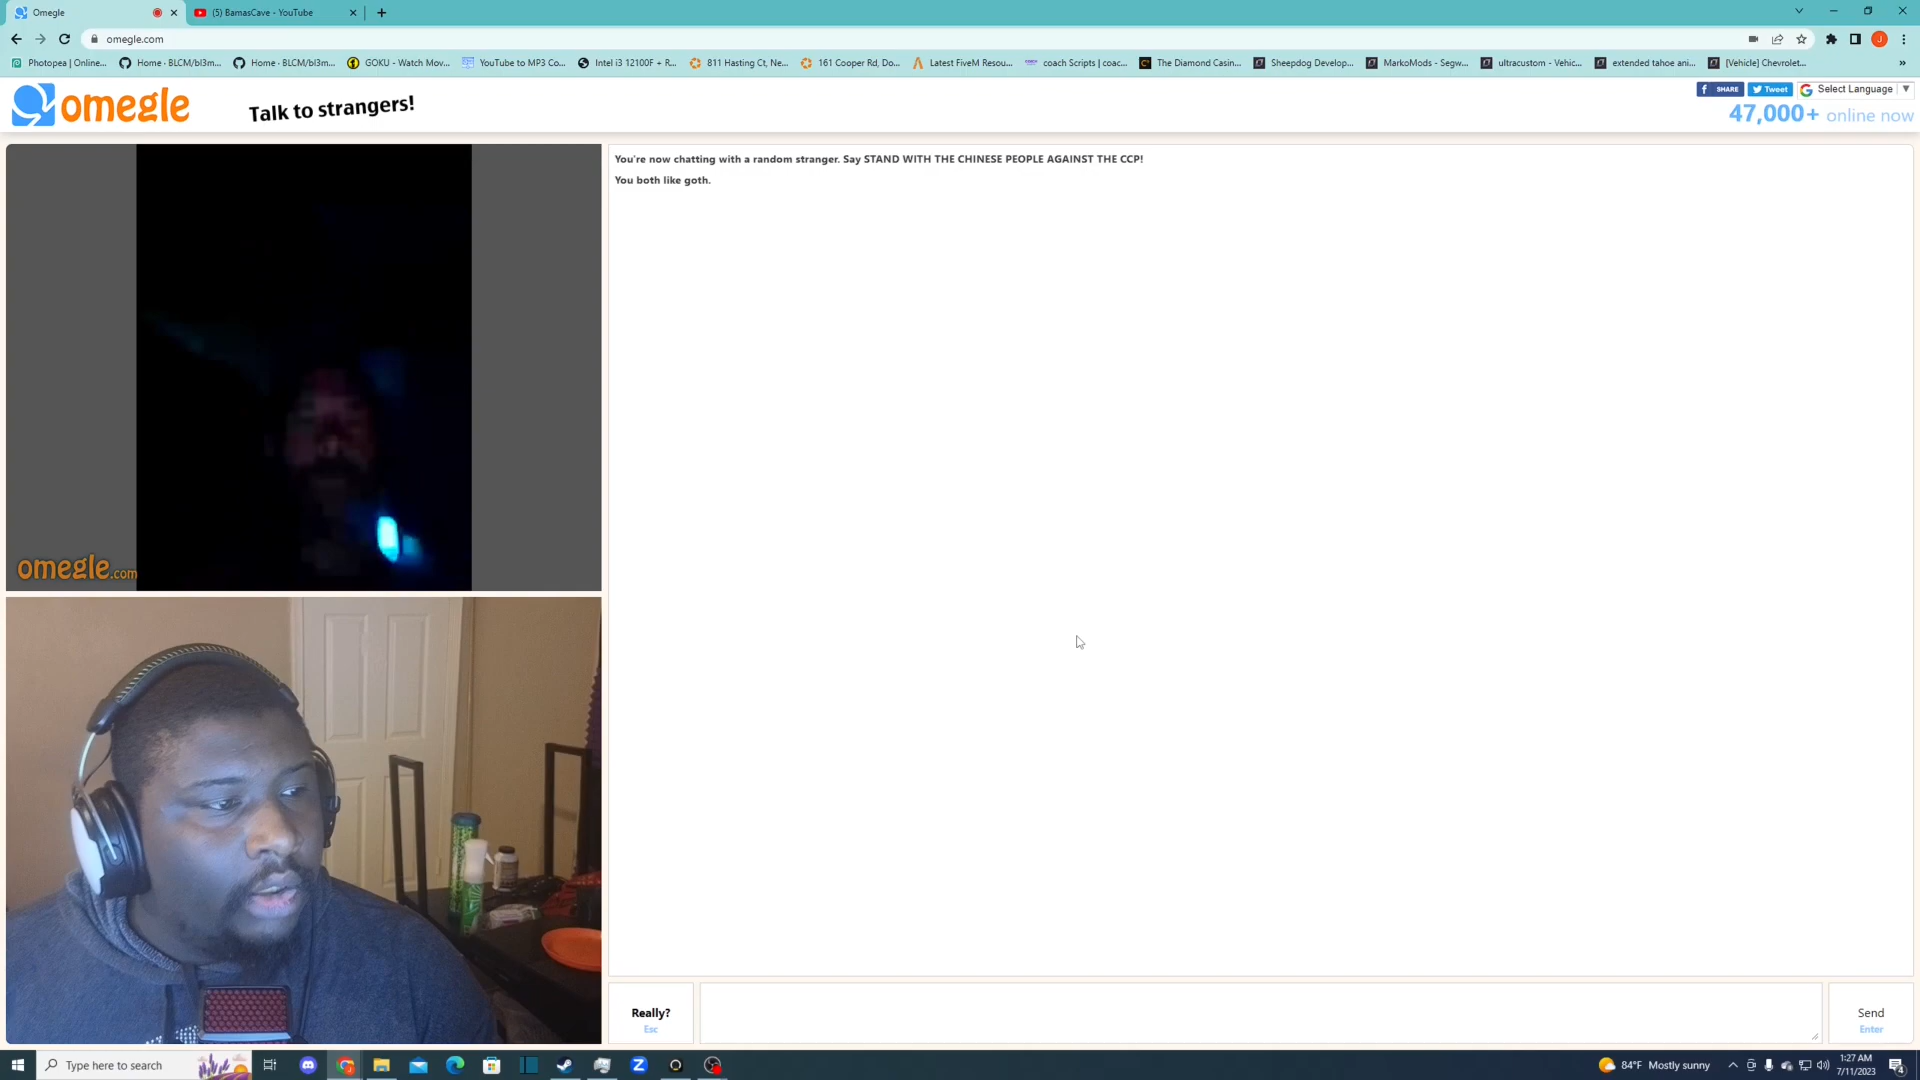 Omegle
(5) BamasCave - YouTube
omegle.com
Photopea | Online...
Home · BLCM/bl3m...
Home · BLCM/bl3m...
GOKU - Watch Mov...
YouTube to MP3 Co...
Intel i3 12100F + R...
811 Hasting Ct, Ne...
161 Cooper Rd, Do...
Latest FiveM Resou...
coach Scripts | coac...
The Diamond Casin...
Sheepdog Develop...
MarkoMods - Segw...
ultracustom - Vehic...
extended tahoe ani...
[Vehicle] Chevrolet...
omegle
Talk to strangers!
SHARE
Tweet
Select Language
47,000+ online now
You're now chatting with a random stranger. Say STAND WITH THE CHINESE PEOPLE AGAINST THE CCP!
You both like goth.
omegle.com
Really?
Esc
Send
Enter
Type here to search
84°F Mostly sunny
1:27 AM
7/11/2023
4